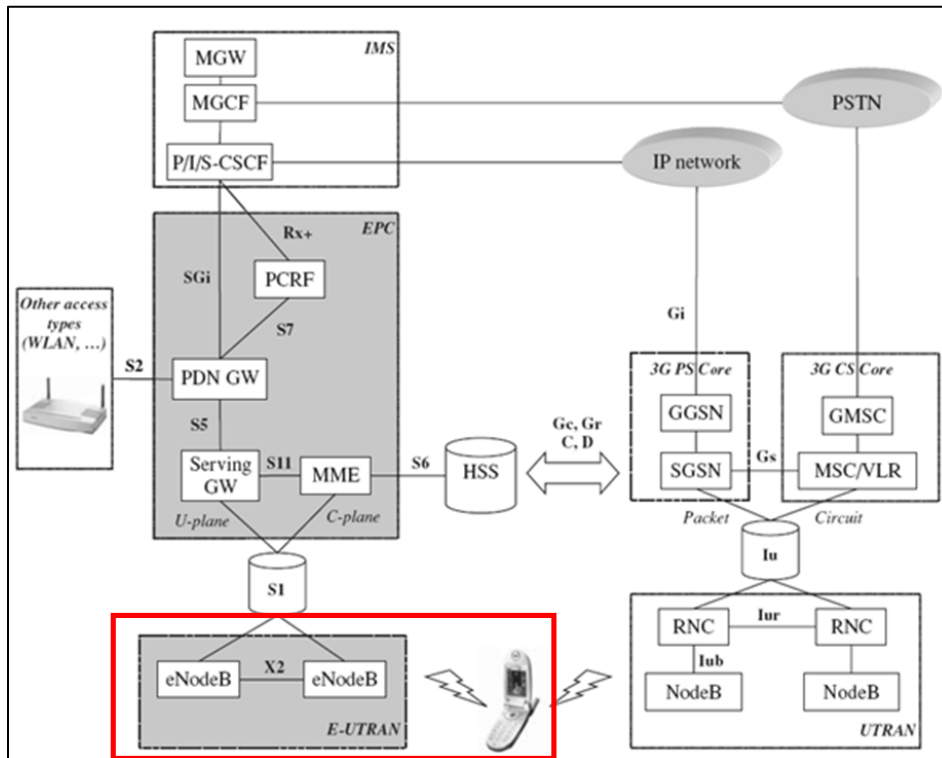 IMS
MGW
MGCF
P/I/S-CSCF
PSTN
IP network
EPC
Rx+
SGi
PCRF
S7
Other access
types
(WLAN, ...)
S2
PDN GW
S5
Serving
GW
S11
MME
S6
HSS
U-plane
C-plane
S1
Gc, Gr
C, D
Gi
3G PS Core
GGSN
SGSN
Gs
3G CS Core
GMSC
MSC/VLR
Packet
Circuit
Iu
eNodeB
X2
eNodeB
E-UTRAN
RNC
Iur
RNC
Iub
NodeB
NodeB
UTRAN